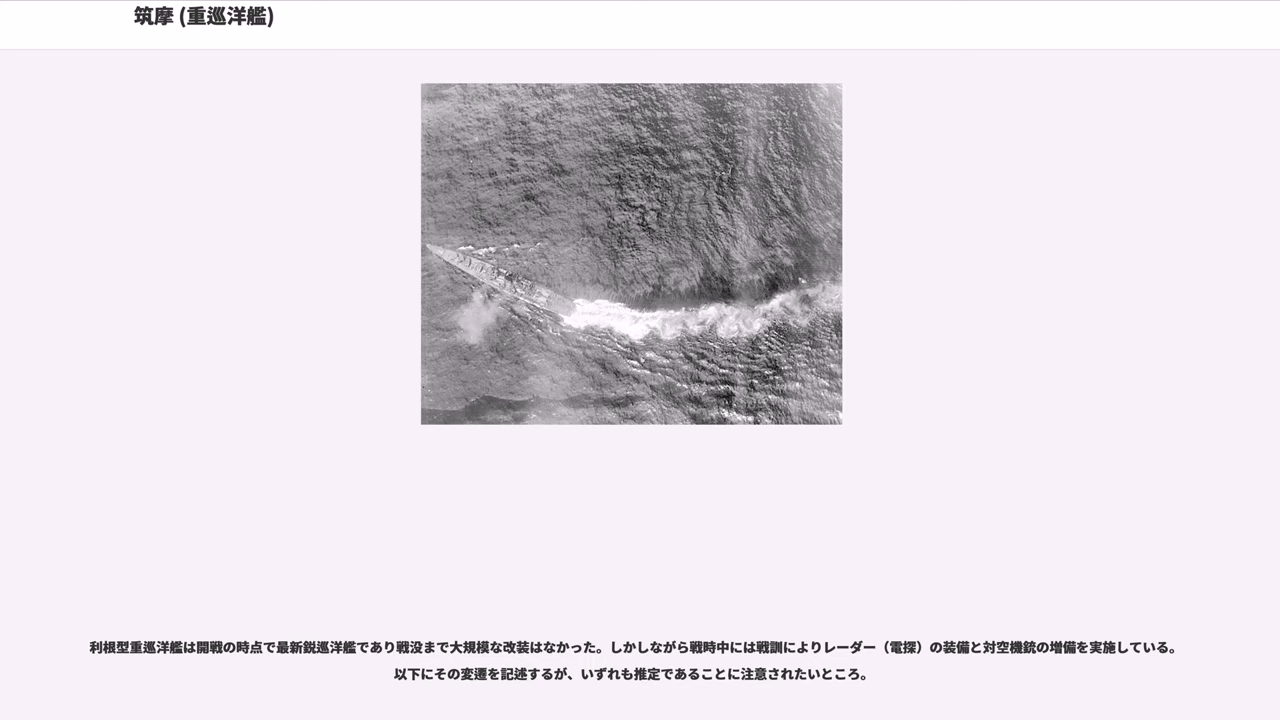 筑摩 (重巡洋艦)
利根型重巡洋艦は開戦の時点で最新鋭巡洋艦であり戦没まで大規模な改装はなかった。しかしながら戦時中には戦訓によりレーダー（電探）の装備と対空機銃の増備を実施している。
以下にその変遷を記述するが、いずれも推定であることに注意されたいところ。